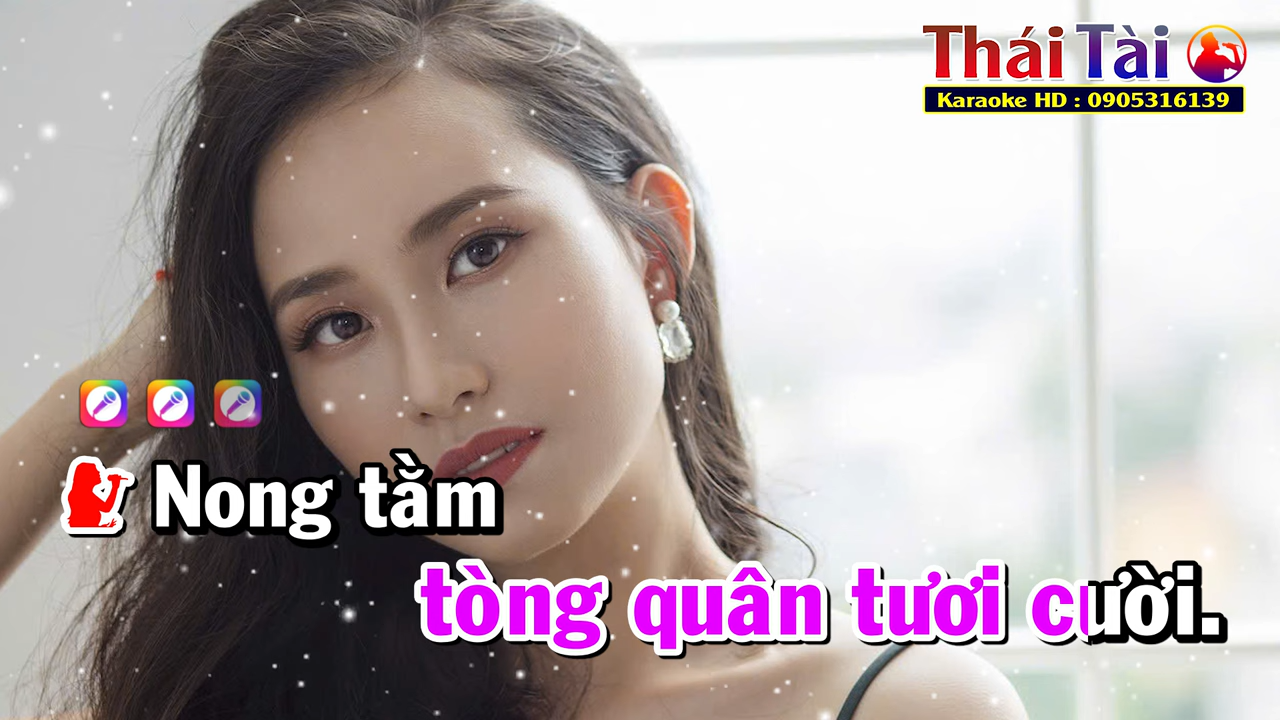 Thái Tài
Karaoke HD : 0905316139
Nong tằm
tòng quân tươi cười.